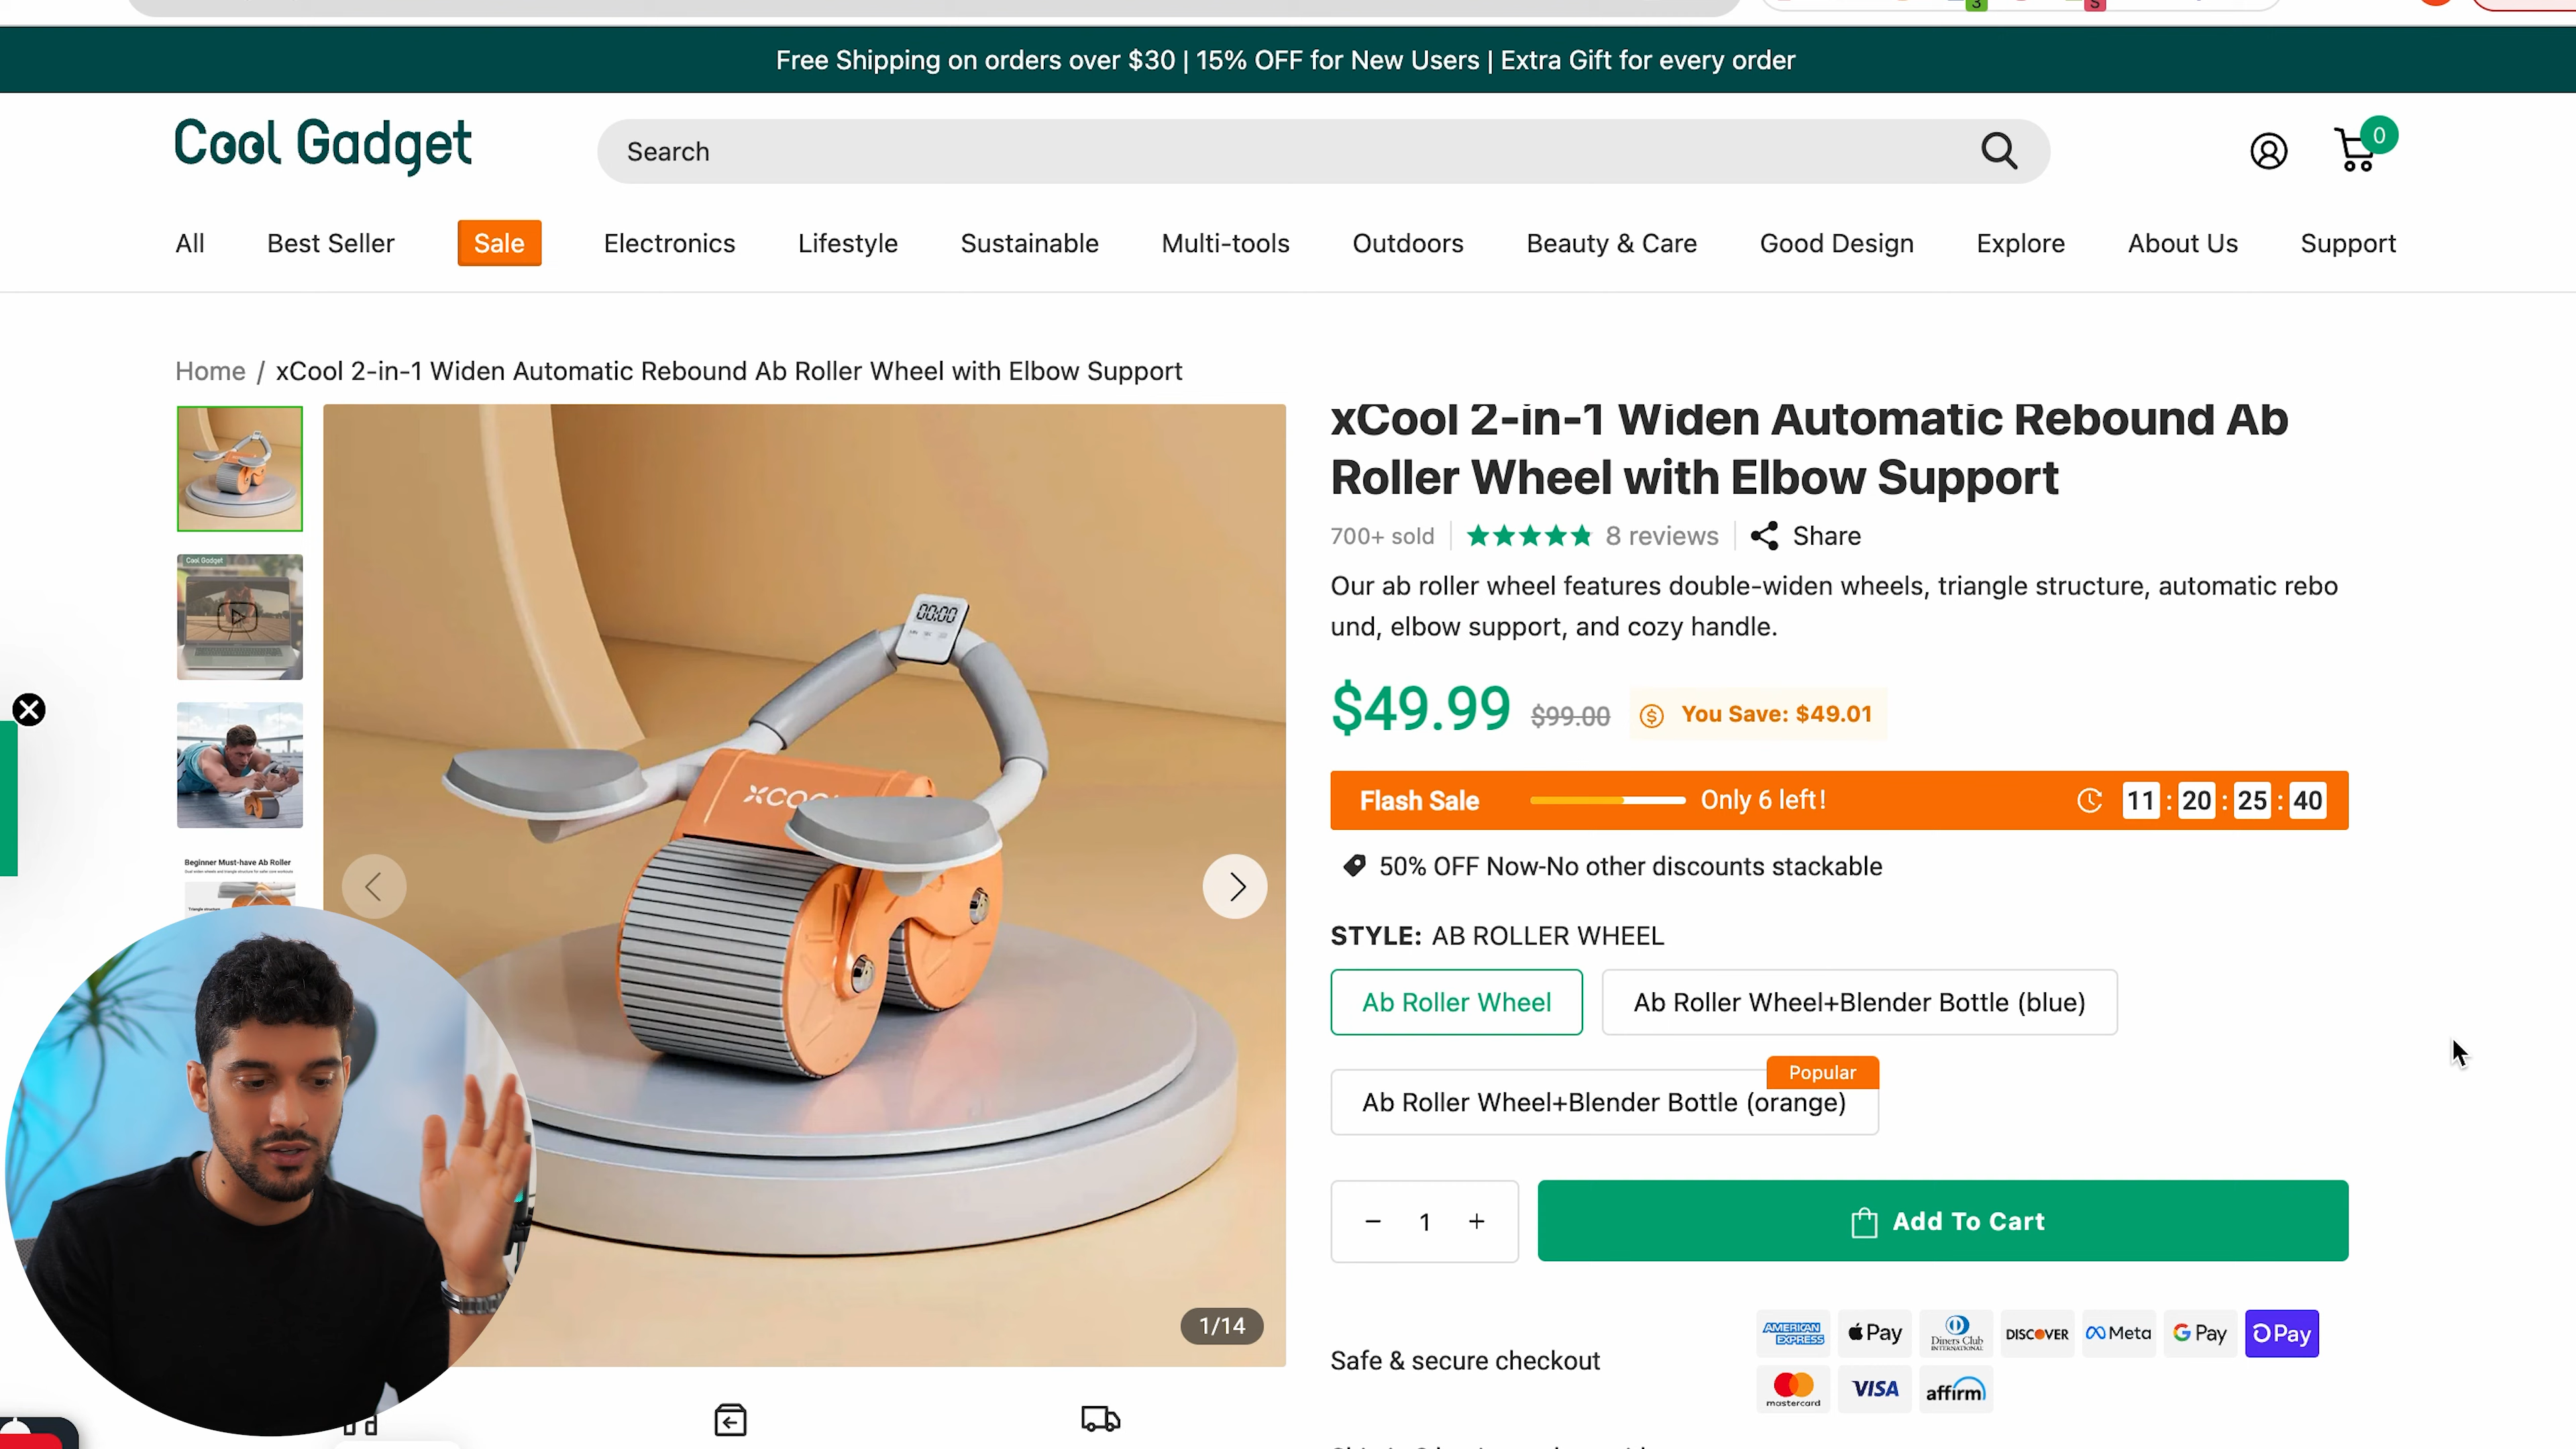 Free Shipping on orders over $30 | 15% OFF for New Users | Extra Gift for every order
Cool Gadget
Search
0
All Best Seller Sale Electronics Lifestyle Sustainable Multi-tools Outdoors Beauty & Care Good Design Explore About Us Support
Home / xCool 2-in-1 Widen Automatic Rebound Ab Roller Wheel with Elbow Support
Cool Gadget
Beginner Must-have Ab Roller
00:00
XCOO
1/14
xCool 2-in-1 Widen Automatic Rebound Ab
Roller Wheel with Elbow Support
700+ sold 8 reviews Share
Our ab roller wheel features double-widen wheels, triangle structure, automatic rebo
und, elbow support, and cozy handle.
$49.99 $99.00 You Save: $49.01
Flash Sale Only 6 left! 11 : 20 : 25 : 40
50% OFF Now-No other discounts stackable
STYLE: AB ROLLER WHEEL
Ab Roller Wheel Ab Roller Wheel+Blender Bottle (blue)
Popular
Ab Roller Wheel+Blender Bottle (orange)
− 1 + Add To Cart
Safe & secure checkout
AMERICAN EXPRESS Pay Diners Club INTERNATIONAL DISCOVER Meta G Pay Pay
mastercard VISA affirm